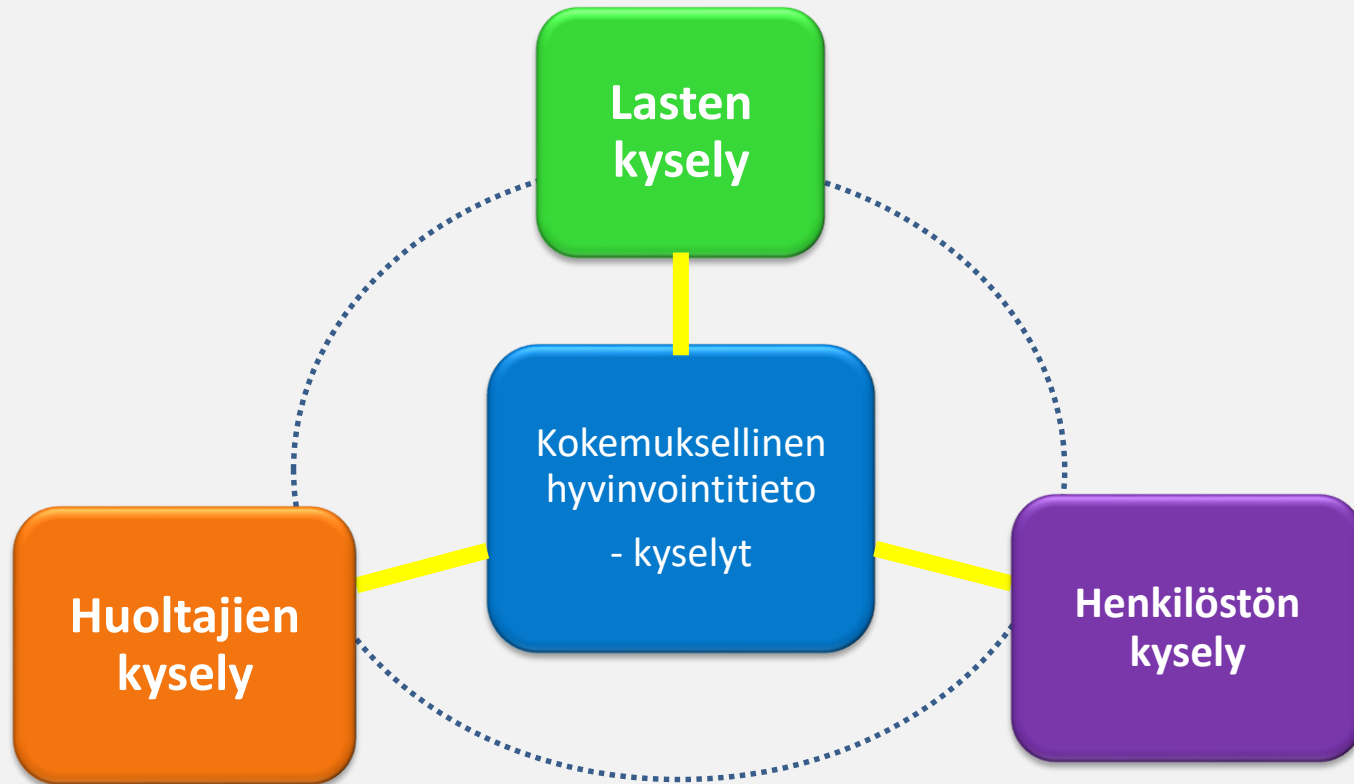 Lasten
kysely
Kokemuksellinen
hyvinvointitieto
- kyselyt
Huoltajien
kysely
Henkilöstön
kysely